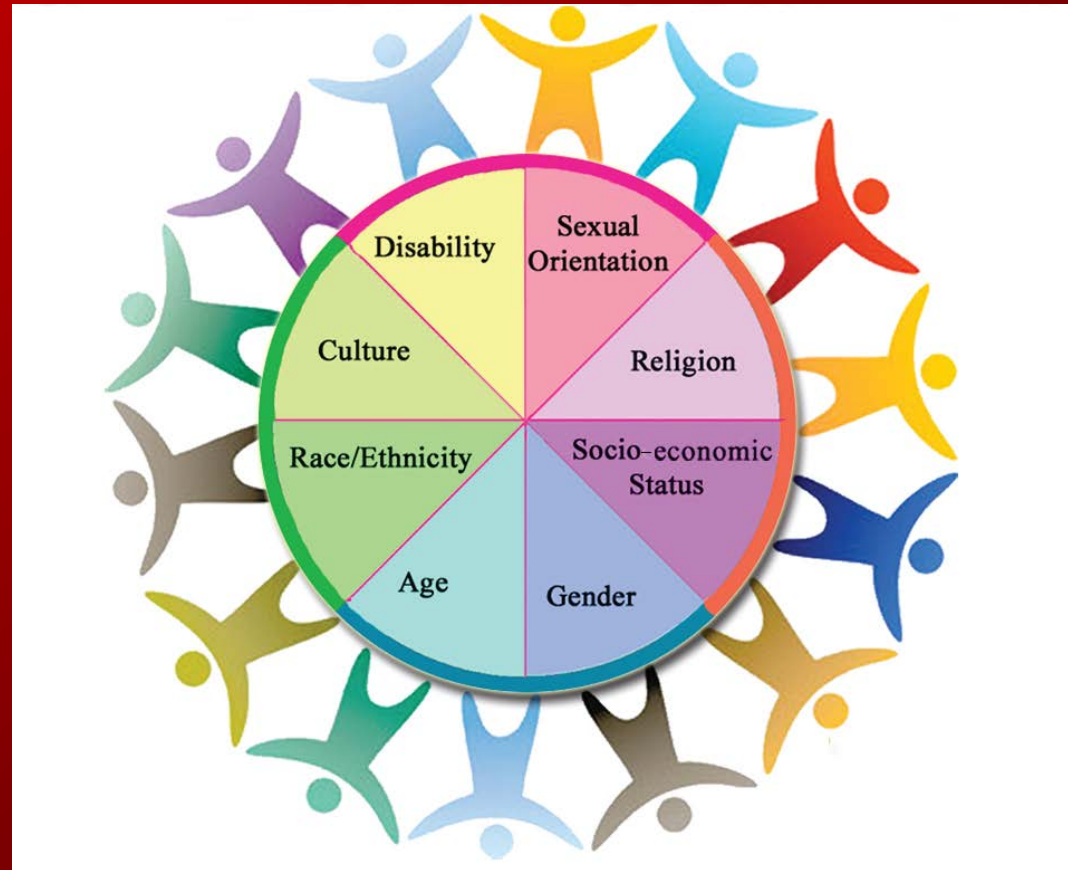 Disability
Sexual
Orientation
Culture
Religion
Race/Ethnicity
Socio-economic
Status
Age
Gender